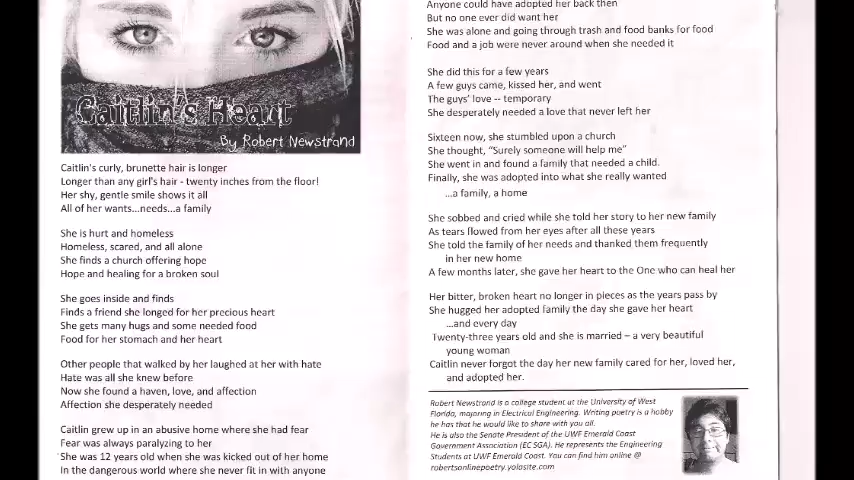 Caitlin's Heart
By Robert Newstrand
Caitlin's curly, brunette hair is longer
Longer than any girl's hair - twenty inches from the floor!
Her shy, gentle smile shows it all
All of her wants...needs...a family
She is hurt and homeless
Homeless, scared, and all alone
She finds a church offering hope
Hope and healing for a broken soul
She goes inside and finds
Finds a friend she longed for her precious heart
She gets many hugs and some needed food
Food for her stomach and her heart
Other people that walked by her laughed at her with hate
Hate was all she knew before
Now she found a haven, love, and affection
Affection she desperately needed
Caitlin grew up in an abusive home where she had fear
Fear was always paralyzing to her
She was 12 years old when she was kicked out of her home
In the dangerous world where she never fit in with anyone
Anyone could have adopted her back then
But no one ever did want her
She was alone and going through trash and food banks for food
Food and a job were never around when she needed it
She did this for a few years
A few guys came, kissed her, and went
The guys' love -- temporary
She desperately needed a love that never left her
Sixteen now, she stumbled upon a church
She thought, "Surely someone will help me"
She went in and found a family that needed a child.
Finally, she was adopted into what she really wanted
...a family, a home
She sobbed and cried while she told her story to her new family
As tears flowed from her eyes after all these years
She told the family of her needs and thanked them frequently
in her new home
A few months later, she gave her heart to the One who can heal her
Her bitter, broken heart no longer in pieces as the years pass by
She hugged her adopted family the day she gave her heart
...and every day
Twenty-three years old and she is married – a very beautiful
young woman
Caitlin never forgot the day her new family cared for her, loved her,
and adopted her.
Robert Newstrand is a college student at the University of West
Florida, majoring in Electrical Engineering. Writing poetry is a hobby
he has that he would like to share with you all.
He is also the Senate President of the UWF Emerald Coast
Government Association (EC SGA). He represents the Engineering
Students at UWF Emerald Coast. You can find him online @
robertsonlinepoetry.yolasite.com